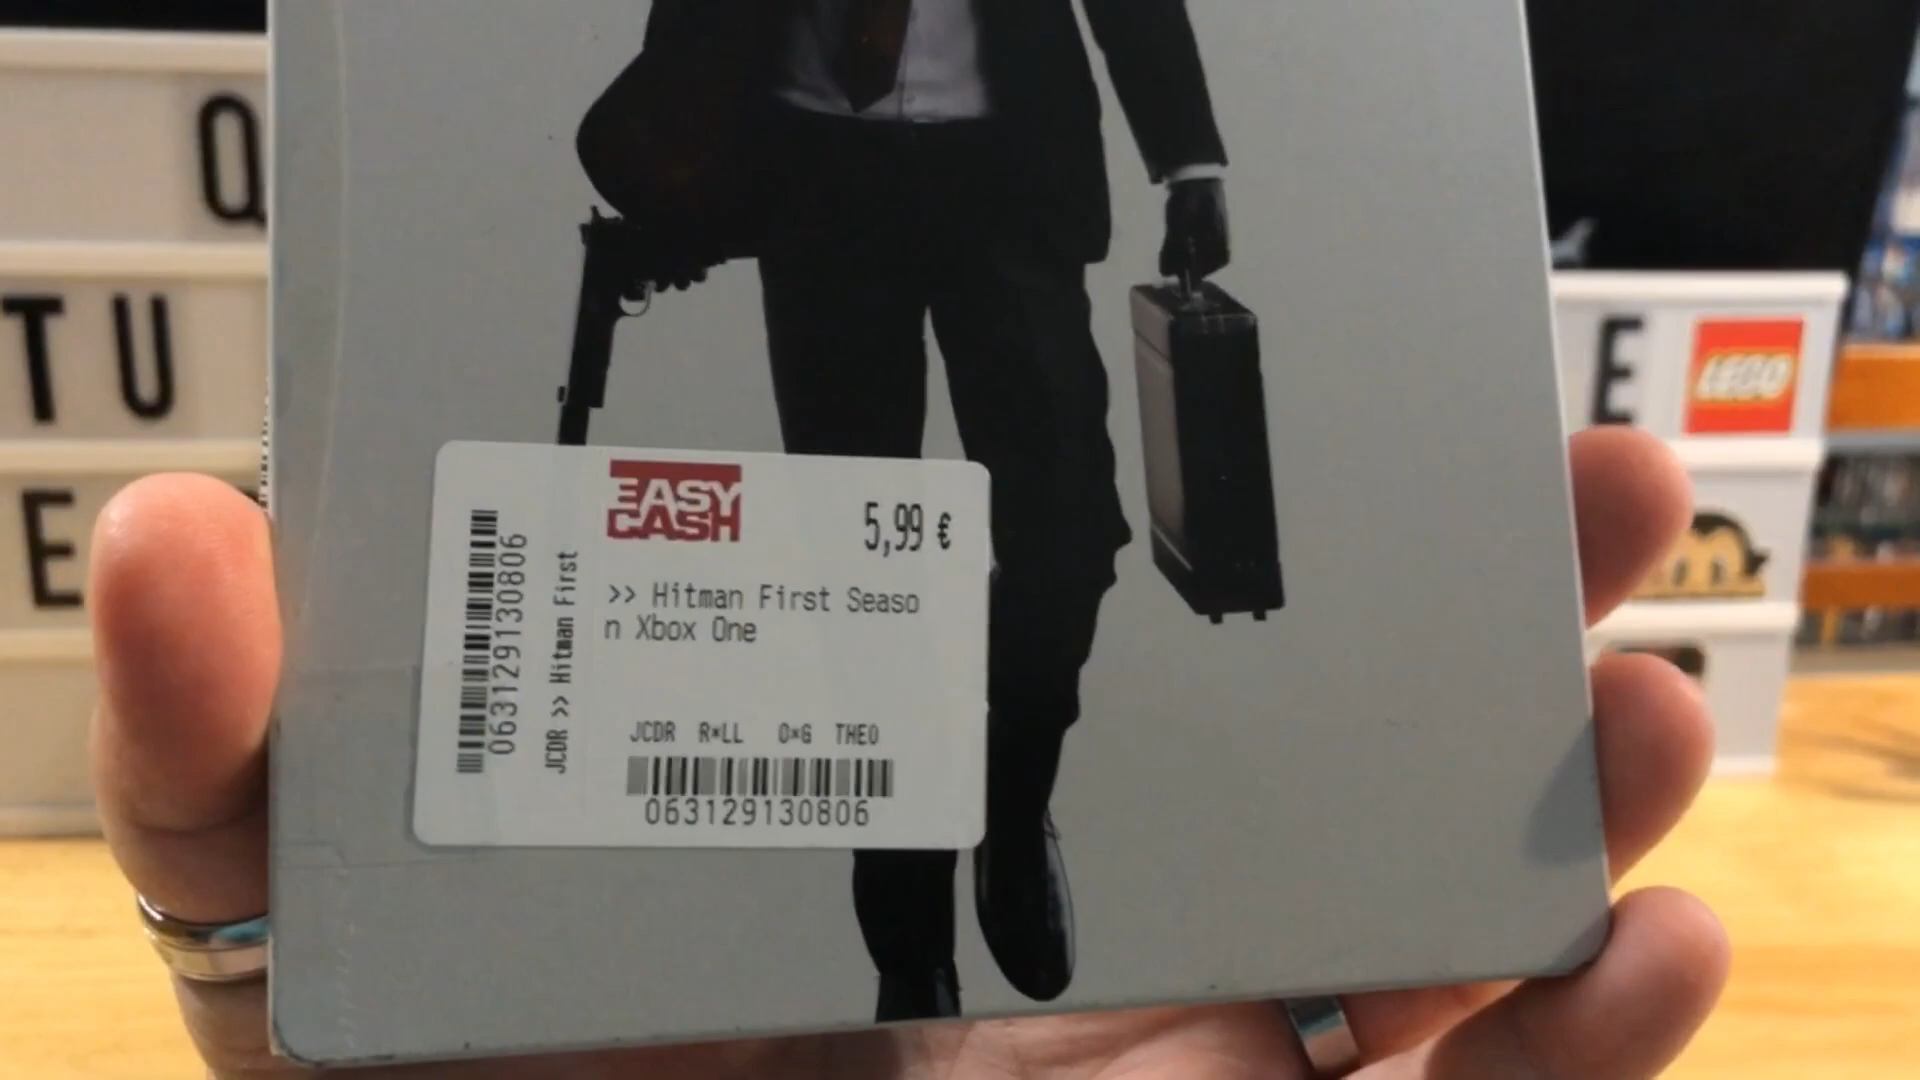 Q
TU
E
E
LEGO
EASY
CASH
5,99 €
>> Hitman First Seaso
n Xbox One
JCDR R*LL O*G THEO
063129130806
063129130806
JCDR >> Hitman First